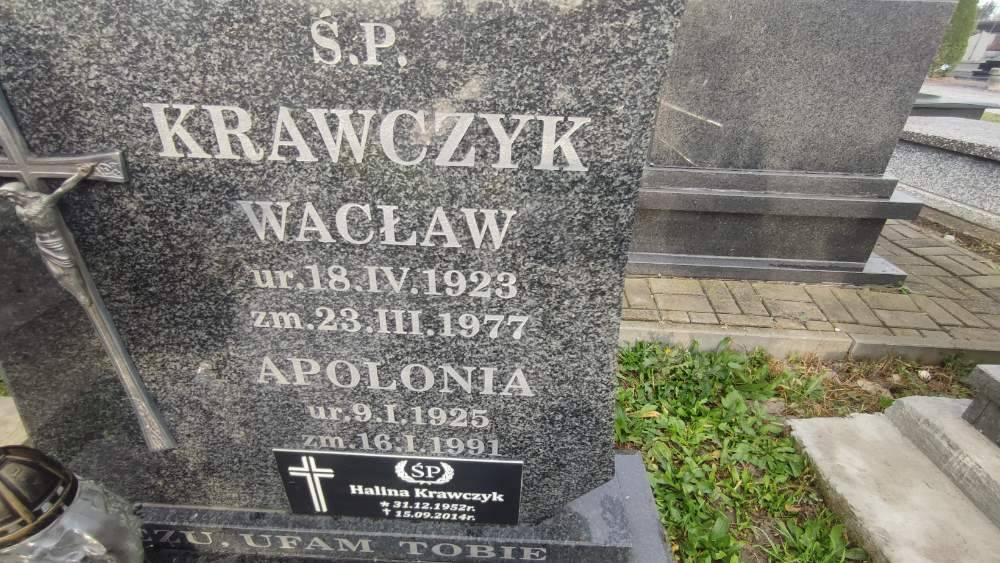 Ś.P.
KRAWCZYK
WACŁAW
ur.18.IV.1923
zm.23.III.1977
APOLONIA
ur.9.I.1925
zm.16.I.1991
ŚP
Halina Krawczyk
* 31.12.1952r.
† 15.09.2014r.
UFAM TOBIE